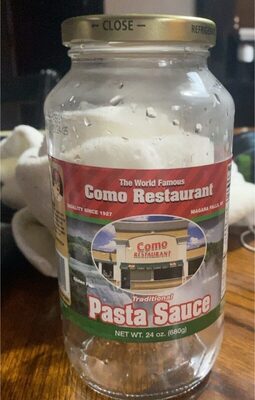 ← CLOSE →
REFRIGER
The World Famous
Como Restaurant
QUALITY SINCE 1927
NIAGARA FALLS,
Como
RESTAURANT
Traditional
Pasta Sauce
NET WT. 24 oz. (680g)